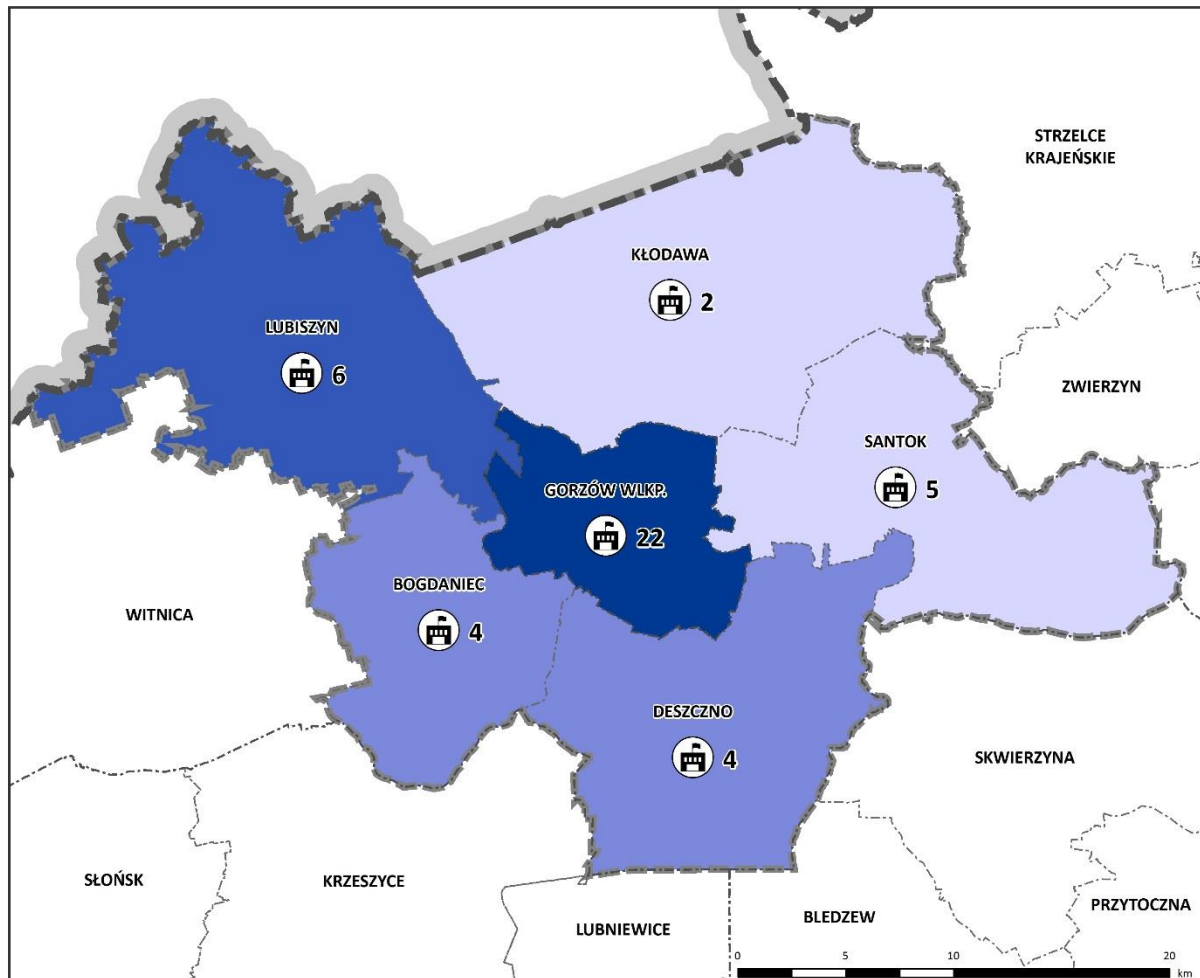 STRZELCE
KRAJEŃSKIE
KŁODAWA
2
LUBISZYN
6
ZWIERZYN
SANTOK
5
GORZÓW WLKP.
22
BOGDANIEC
4
WITNICA
DESZCZNO
4
SKWIERZYNA
SŁOŃSK
KRZESZYCE
LUBNIEWICE
BLEDZEW
PRZYTOCZNA
0 5 10 20
km